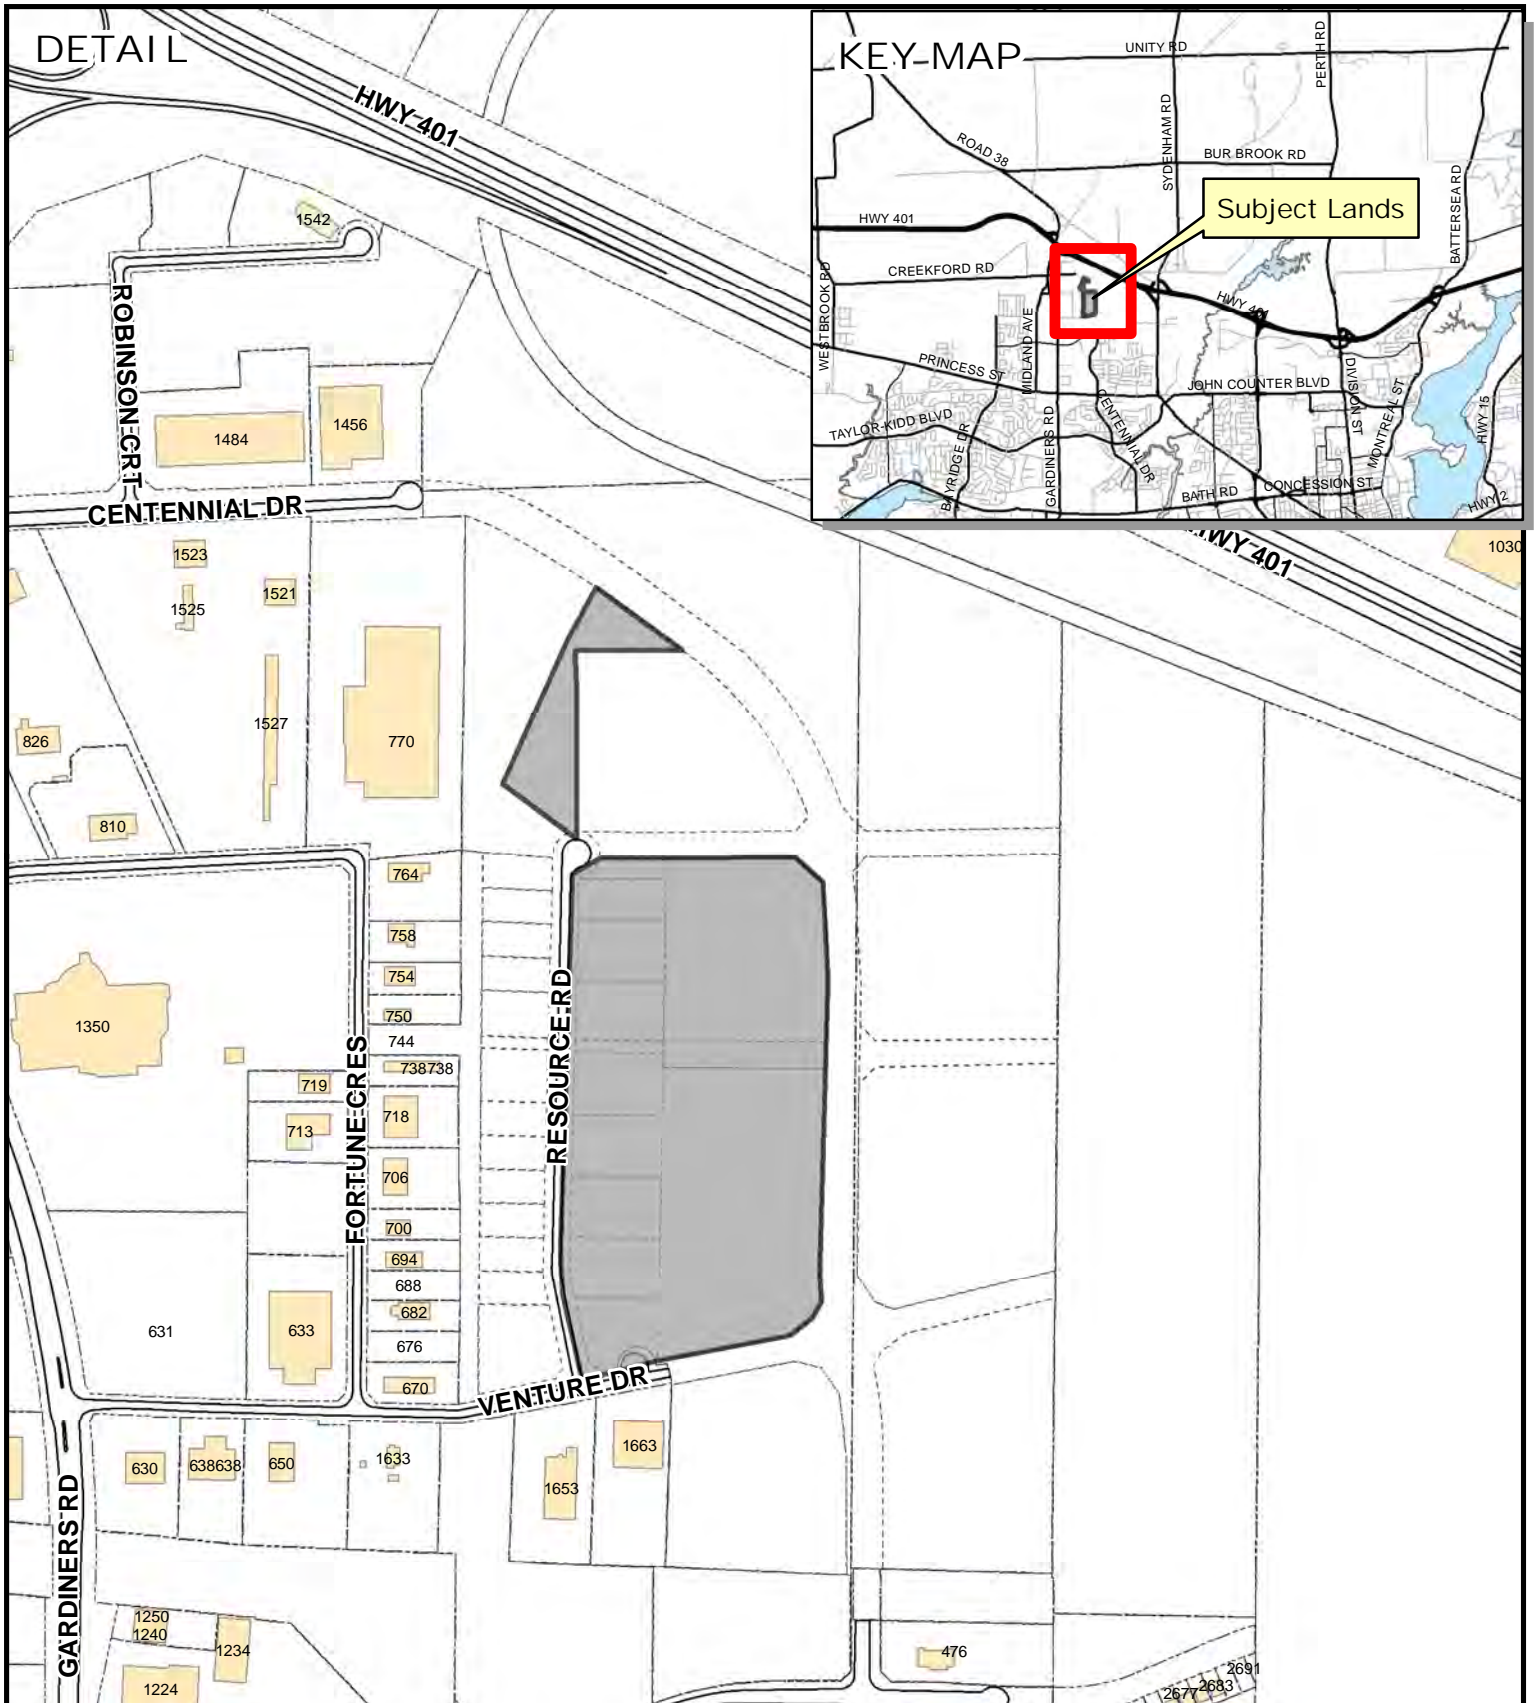 DETAIL
KEY MAP
UNITY RD
PERTH RD
HWY 401
ROAD 38
SYDENHAM RD
BUR BROOK RD
BATTERSEA RD
Subject Lands
HWY 401
CREEKFORD RD
WESTBROOK RD
HWY 401
MIDLAND AVE
PRINCESS ST
JOHN COUNTER BLVD
DIVISION ST
MONTREAL ST
HWY 15
TAYLOR-KIDD BLVD
BAYRIDGE DR
GARDINERS RD
CENTENNIAL DR
BATH RD
CONCESSION ST
HWY 2
1542
ROBINSON CRT
1484
1456
CENTENNIAL DR
HWY 401
1030
1523
1525
1521
1527
770
826
810
764
758
754
750
744
738738
1350
719
718
713
706
700
694
688
682
676
670
FORTUNE CRES
RESOURCE RD
631
633
VENTURE DR
630
638638
650
1633
1653
1663
GARDINERS RD
1250
1240
1234
1224
476
2691
2683
2677